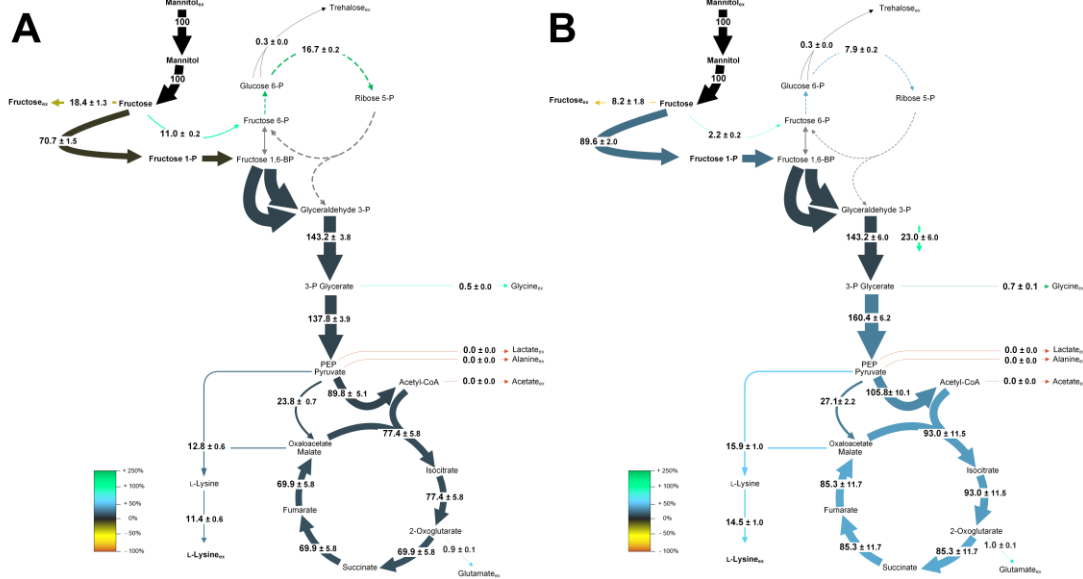 A
Mannitolex
100
Mannitol
100
Trehaloseex
0.3 ± 0.0
16.7 ± 0.2
Glucose 6-P
Ribose 5-P
Fructoseex
18.4 ± 1.3
Fructose
11.0 ± 0.2
Fructose 6-P
70.7 ± 1.5
Fructose 1-P
Fructose 1,6-BP
Glyceraldehyde 3-P
143.2 ± 3.8
3-P Glycerate
0.5 ± 0.0
Glycineex
137.8 ± 3.9
PEP
Pyruvate
0.0 ± 0.0
Lactateex
0.0 ± 0.0
Alanineex
Acetyl-CoA
0.0 ± 0.0
Acetateex
89.8 ± 5.1
23.8 ± 0.7
77.4 ± 5.8
12.8 ± 0.6
Oxaloacetate
Malate
Isocitrate
L-Lysine
69.9 ± 5.8
77.4 ± 5.8
Fumarate
11.4 ± 0.6
2-Oxoglutarate
69.9 ± 5.8
69.9 ± 5.8
0.9 ± 0.1
L-Lysineex
Succinate
Glutamateex
+ 250%
+ 100%
+ 50%
0%
- 50%
- 100%
B
Mannitolex
100
Mannitol
100
Trehaloseex
0.3 ± 0.0
7.9 ± 0.2
Glucose 6-P
Ribose 5-P
Fructoseex
8.2 ± 1.8
Fructose
2.2 ± 0.2
Fructose 6-P
89.6 ± 2.0
Fructose 1-P
Fructose 1,6-BP
Glyceraldehyde 3-P
143.2 ± 6.0
23.0 ± 6.0
3-P Glycerate
0.7 ± 0.1
Glycineex
160.4 ± 6.2
PEP
Pyruvate
0.0 ± 0.0
Lactateex
0.0 ± 0.0
Alanineex
Acetyl-CoA
0.0 ± 0.0
Acetateex
105.8 ± 10.1
27.1 ± 2.2
93.0 ± 11.5
15.9 ± 1.0
Oxaloacetate
Malate
Isocitrate
L-Lysine
85.3 ± 11.7
93.0 ± 11.5
Fumarate
14.5 ± 1.0
2-Oxoglutarate
85.3 ± 11.7
85.3 ± 11.7
1.0 ± 0.1
L-Lysineex
Succinate
Glutamateex
+ 250%
+ 100%
+ 50%
0%
- 50%
- 100%